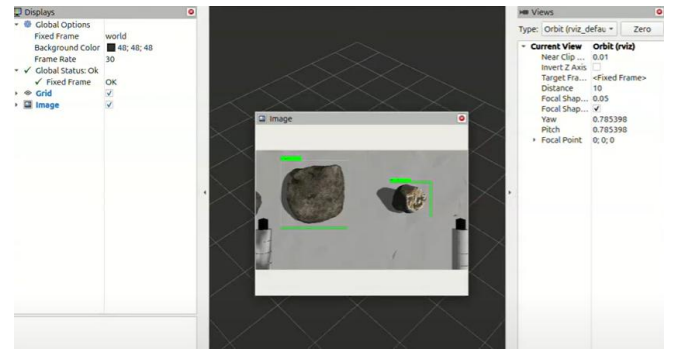 Displays
Global Options
Fixed Frame world
Background Color 48; 48; 48
Frame Rate 30
Global Status: Ok
Fixed Frame OK
Grid
Image
Image
Views
Type: Orbit (rviz_defau Zero
Current View Orbit (rviz)
Near Clip ... 0.01
Invert Z Axis
Target Fra... <Fixed Frame>
Distance 10
Focal Shap... 0.05
Focal Shap...
Yaw 0.785398
Pitch 0.785398
Focal Point 0; 0; 0